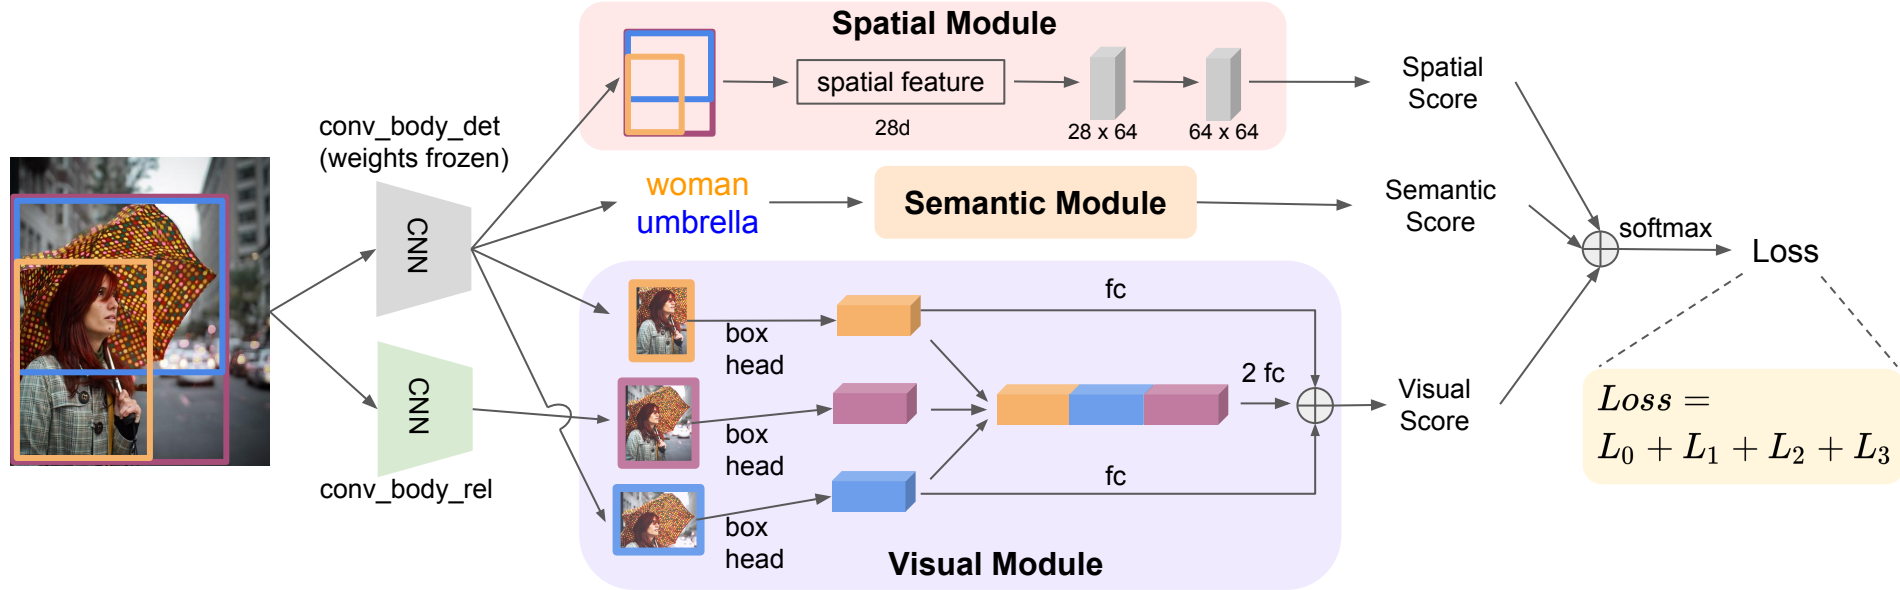 Spatial Module
spatial feature
28d
28 x 64
64 x 64
Spatial
Score
conv_body_det
(weights frozen)
CNN
woman
umbrella
Semantic Module
Semantic
Score
softmax
Loss
CNN
conv_body_rel
box
head
box
head
box
head
fc
2 fc
fc
Visual Module
Visual
Score
Loss =
L₀ + L₁ + L₂ + L₃